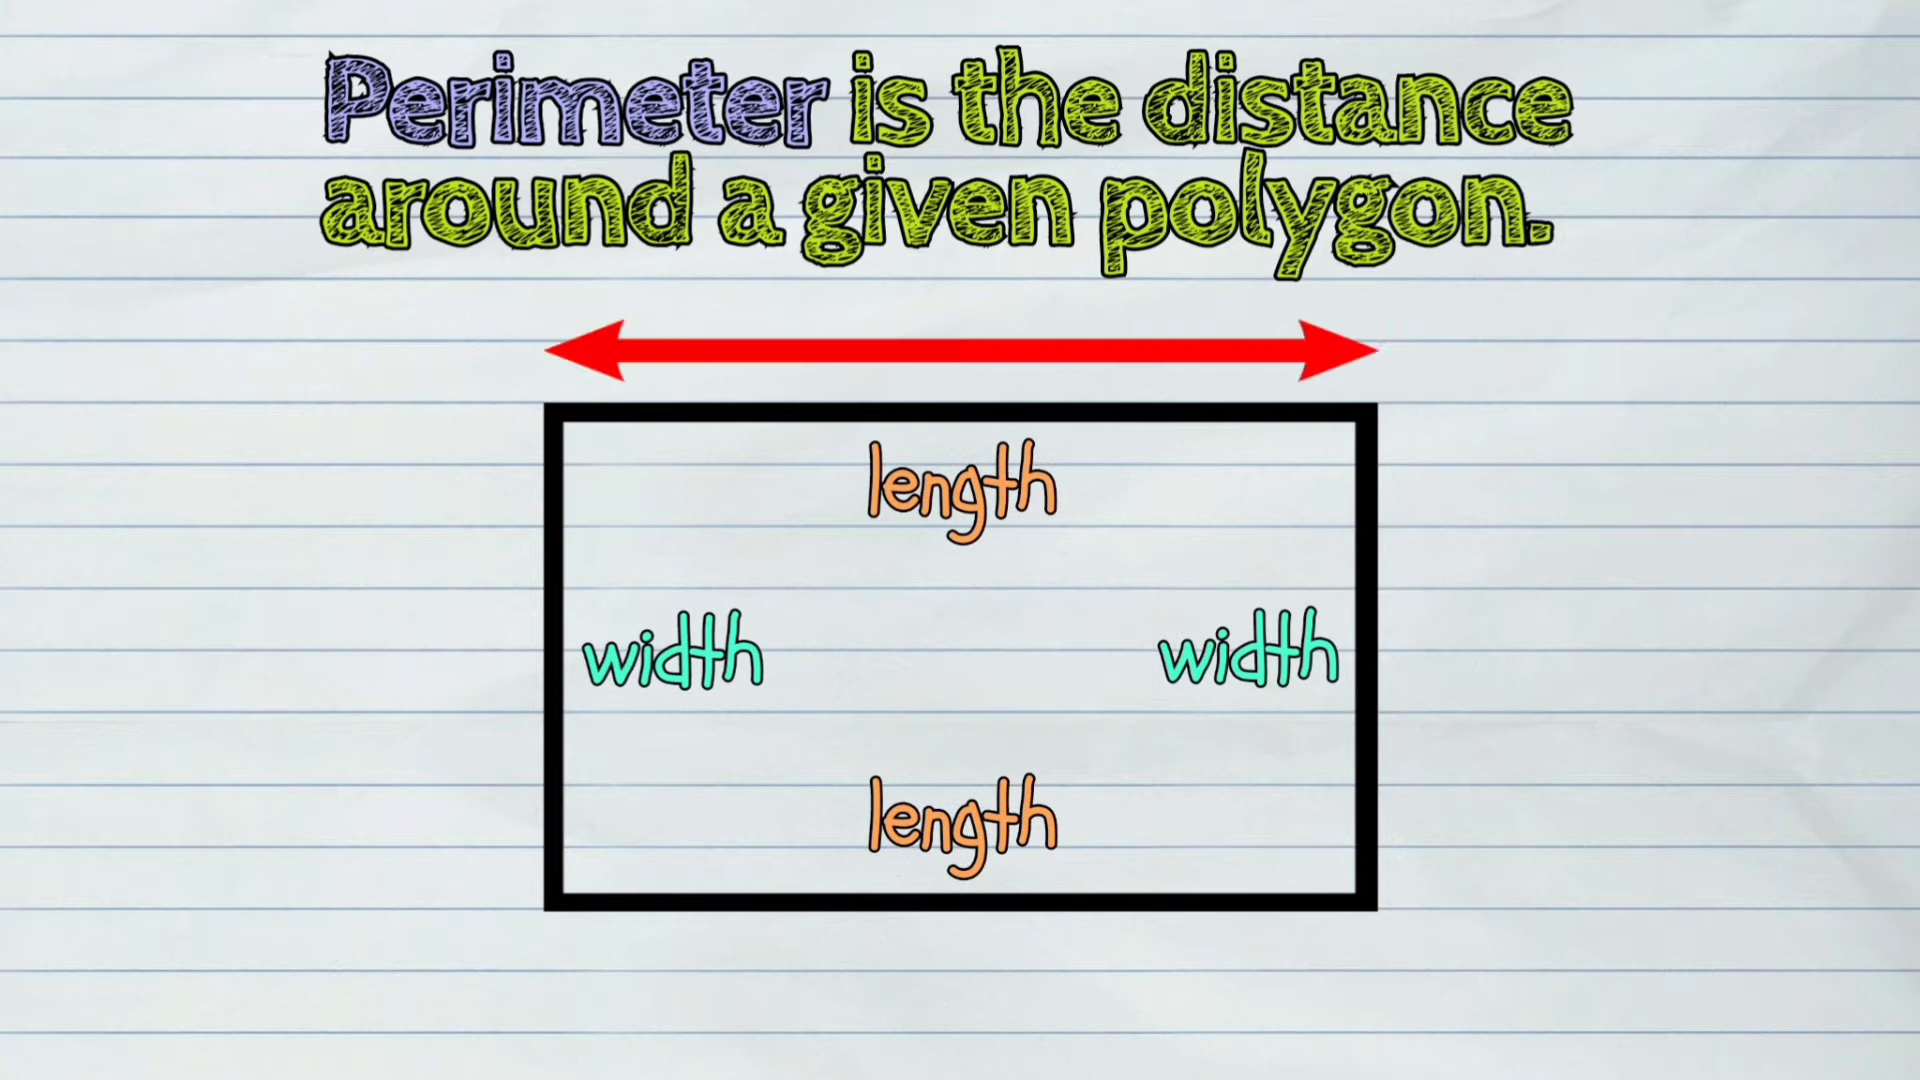 Perimeter is the distance
around a given polygon.
length
width width
length